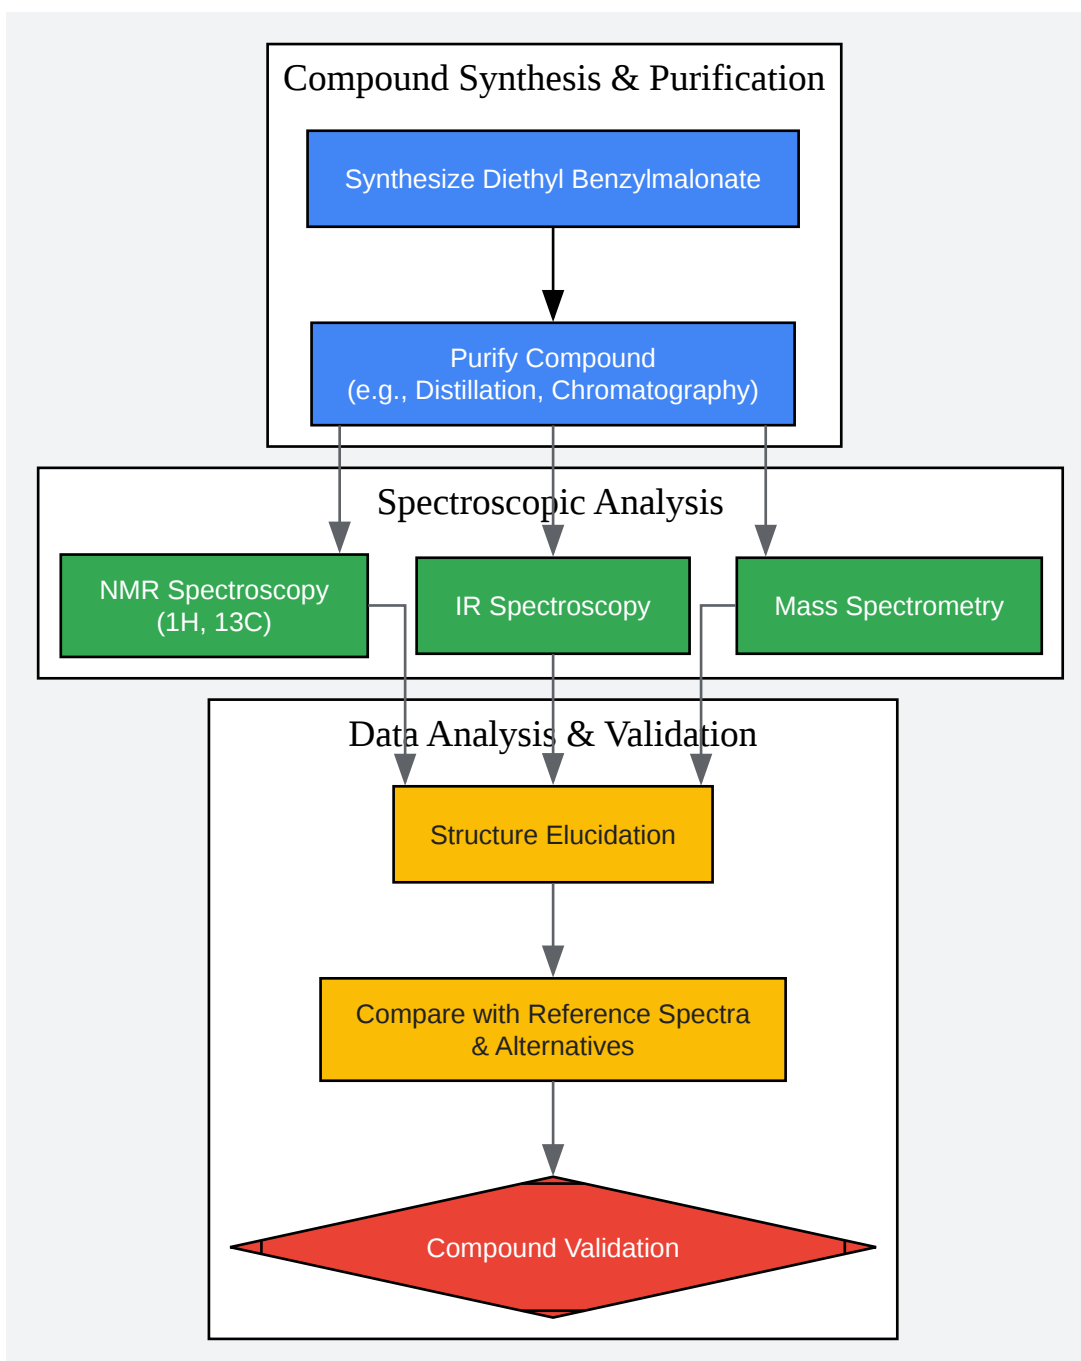 Compound Synthesis & Purification
Synthesize Diethyl Benzylmalonate
Purify Compound
(e.g., Distillation, Chromatography)
Spectroscopic Analysis
NMR Spectroscopy
(1H, 13C)
IR Spectroscopy
Mass Spectrometry
Data Analysis & Validation
Structure Elucidation
Compare with Reference Spectra
& Alternatives
Compound Validation